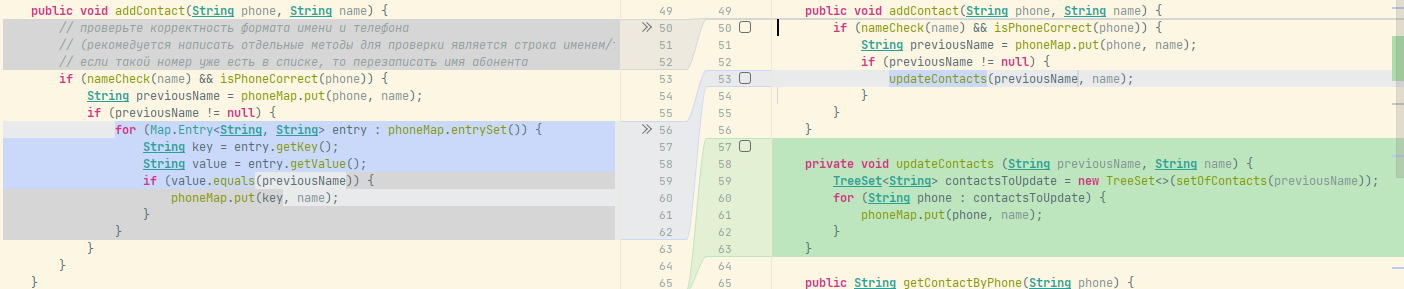 public void addContact(String phone, String name) { 49 49 public void addContact(String phone, String name) {
// проверьте корректность формата имени и телефона 50 50 if (nameCheck(name) && isPhoneCorrect(phone)) {
// (рекомедуется написать отдельные методы для проверки является строка именем/ 51 51 String previousName = phoneMap.put(phone, name);
// если такой номер уже есть в списке, то перезаписать имя абонента 52 52 if (previousName != null) {
if (nameCheck(name) && isPhoneCorrect(phone)) { 53 53 updateContacts(previousName, name);
String previousName = phoneMap.put(phone, name); 54 54 }
if (previousName != null) { 55 55 }
for (Map.Entry<String, String> entry : phoneMap.entrySet()) { 56 56 }
String key = entry.getKey(); 57 57
String value = entry.getValue(); 58 58 private void updateContacts (String previousName, String name) {
if (value.equals(previousName)) { 59 59 TreeSet<String> contactsToUpdate = new TreeSet<>(setOfContacts(previousName));
phoneMap.put(key, name); 60 60 for (String phone : contactsToUpdate) {
} 61 61 phoneMap.put(phone, name);
} 62 62 }
} 63 63 }
} 64 64
} 65 65 public String getContactByPhone(String phone) {